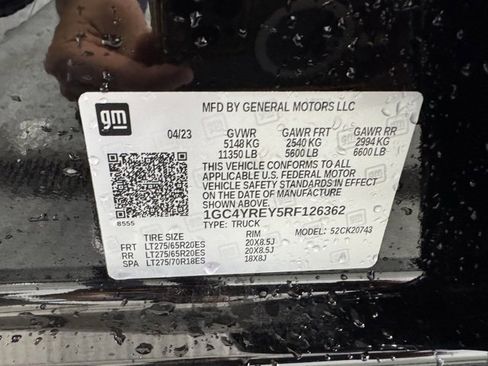 gm
MFD BY GENERAL MOTORS LLC
04/23 GVWR GAWR FRT GAWR RR
5148 KG 2540 KG 2994 KG
11350 LB 5600 LB 6600 LB
THIS VEHICLE CONFORMS TO ALL
APPLICABLE U.S. FEDERAL MOTOR
VEHICLE SAFETY STANDARDS IN EFFECT
ON THE DATE OF MANUFACTURE
SHOWN ABOVE.
1GC4YREY5RF126362
B555 TYPE: TRUCK MODEL: 52CK20743
TIRE SIZE RIM
FRT LT275/65R20ES 20X8.5J
RR LT275/65R20ES 20X8.5J
SPA LT275/70R18ES 18X8J